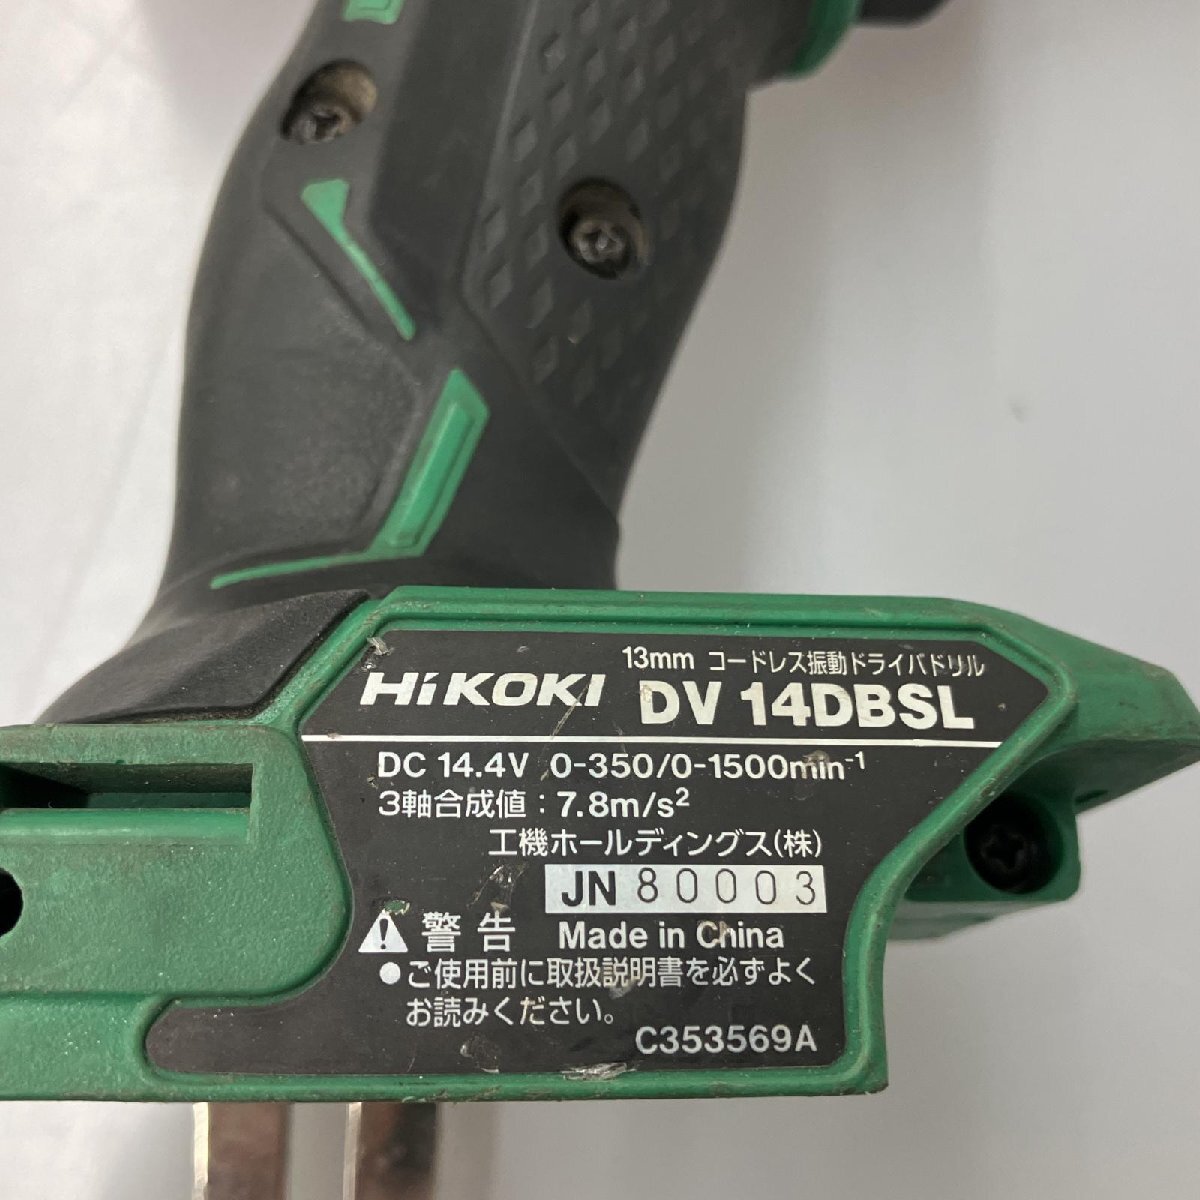 13mm コードレス振動ドライバドリル
HiKOKI DV 14DBSL
DC 14.4V 0-350/0-1500min-1
3軸合成値：7.8m/s2
工機ホールディングス(株)
JN 80003
警告 Made in China
●ご使用前に取扱説明書を必ずよく
お読みください。
C353569A